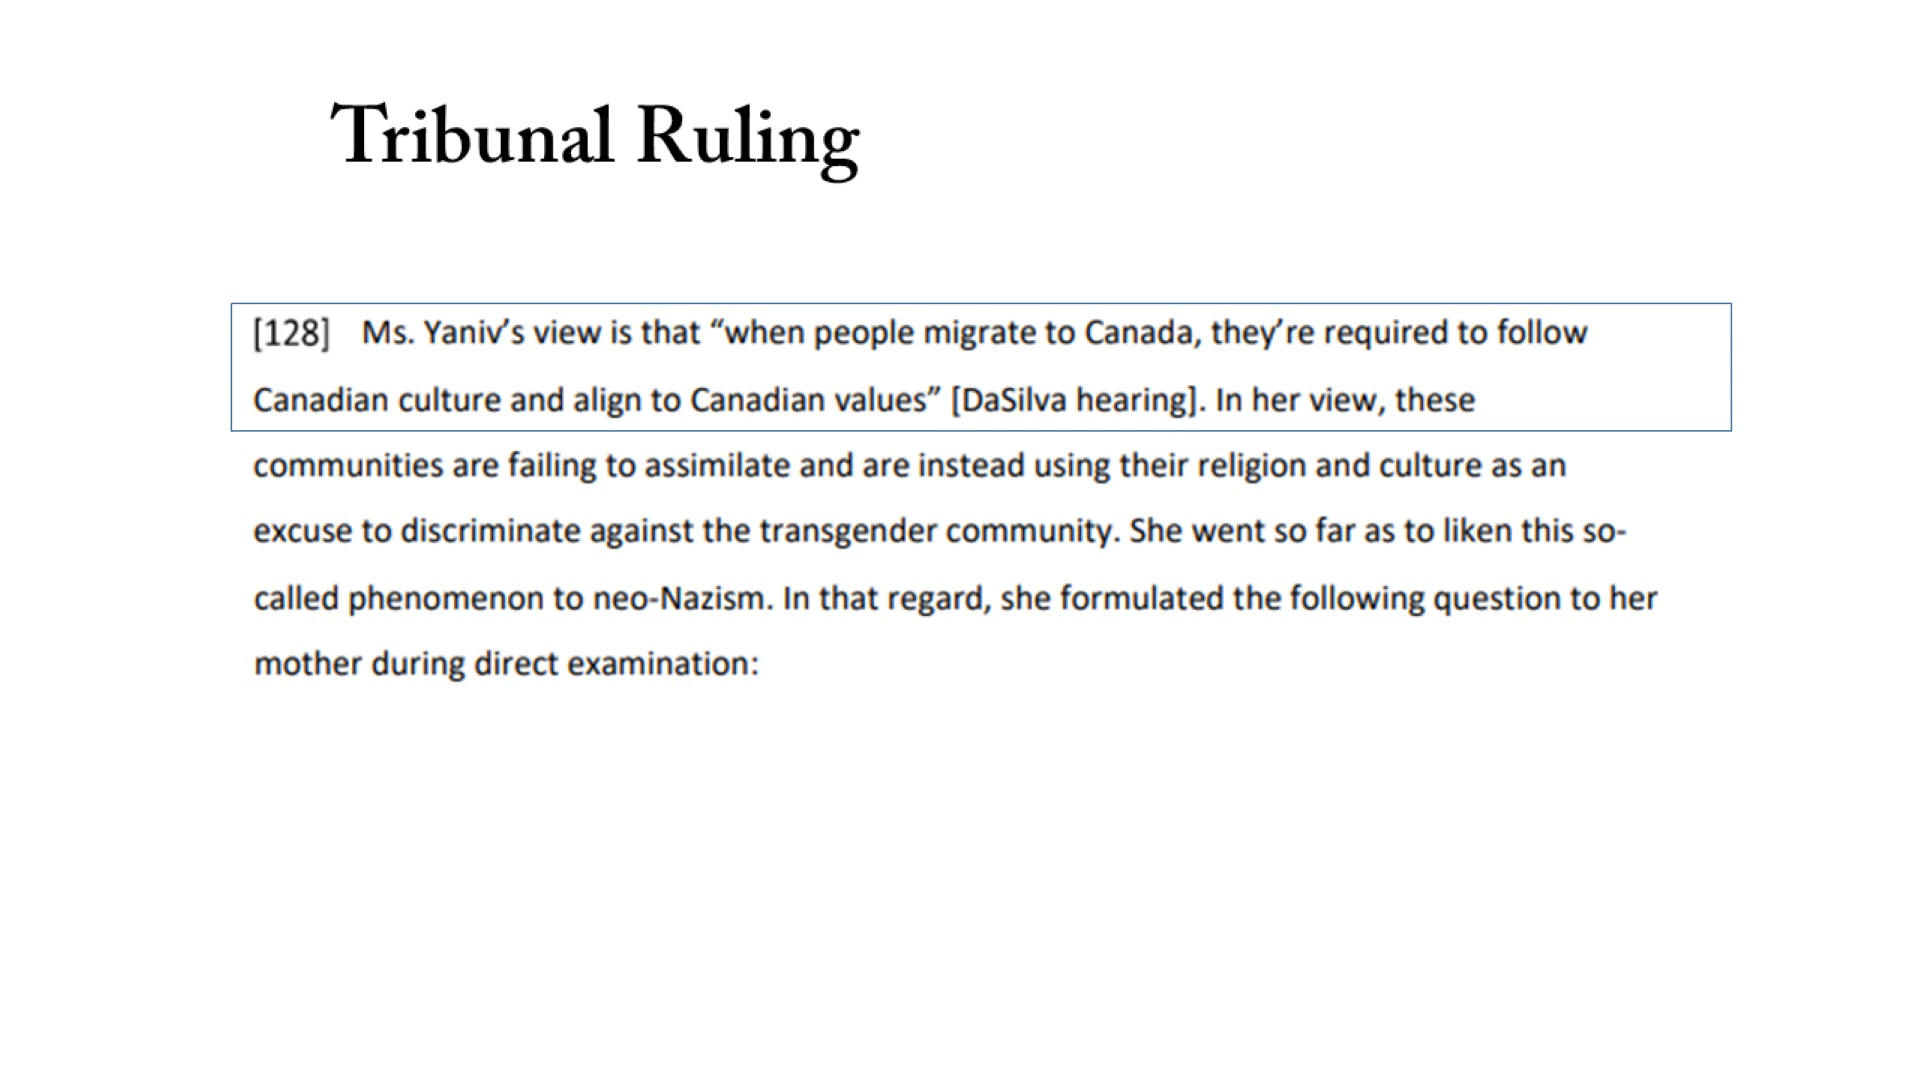 Tribunal Ruling
[128] Ms. Yaniv’s view is that “when people migrate to Canada, they’re required to follow
Canadian culture and align to Canadian values” [DaSilva hearing]. In her view, these
communities are failing to assimilate and are instead using their religion and culture as an
excuse to discriminate against the transgender community. She went so far as to liken this so-
called phenomenon to neo-Nazism. In that regard, she formulated the following question to her
mother during direct examination: